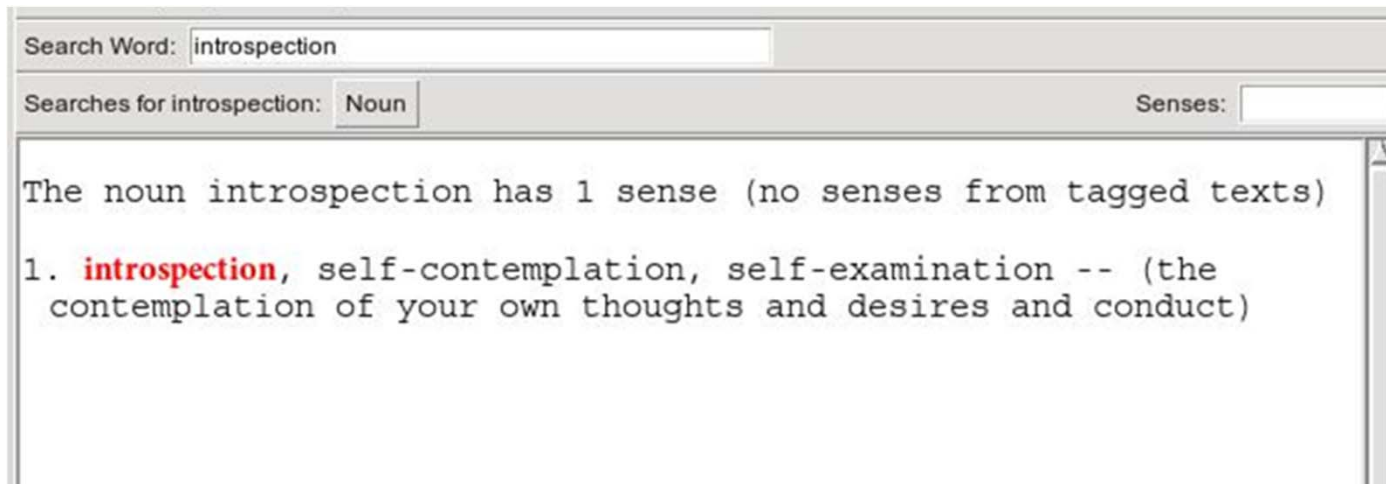 Search Word: introspection
Searches for introspection: Noun Senses:
The noun introspection has 1 sense (no senses from tagged texts)
1. introspection, self-contemplation, self-examination -- (the
contemplation of your own thoughts and desires and conduct)